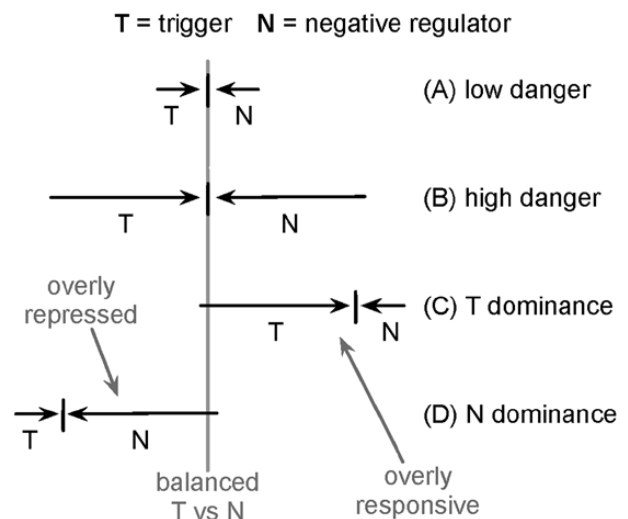 T = trigger N = negative regulator
T N (A) low danger
T N (B) high danger
overly
repressed
T N (C) T dominance
T N (D) N dominance
balanced
T vs N
overly
responsive